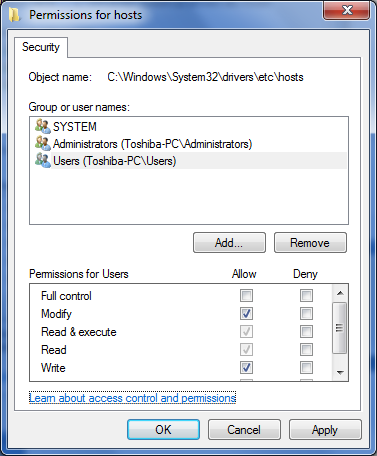 Permissions for hosts
Security
Object name: C:\Windows\System32\drivers\etc\hosts
Group or user names:
SYSTEM
Administrators (Toshiba-PC\Administrators)
Users (Toshiba-PC\Users)
Add... Remove
Permissions for Users Allow Deny
Full control
Modify
Read & execute
Read
Write
Learn about access control and permissions
OK Cancel Apply